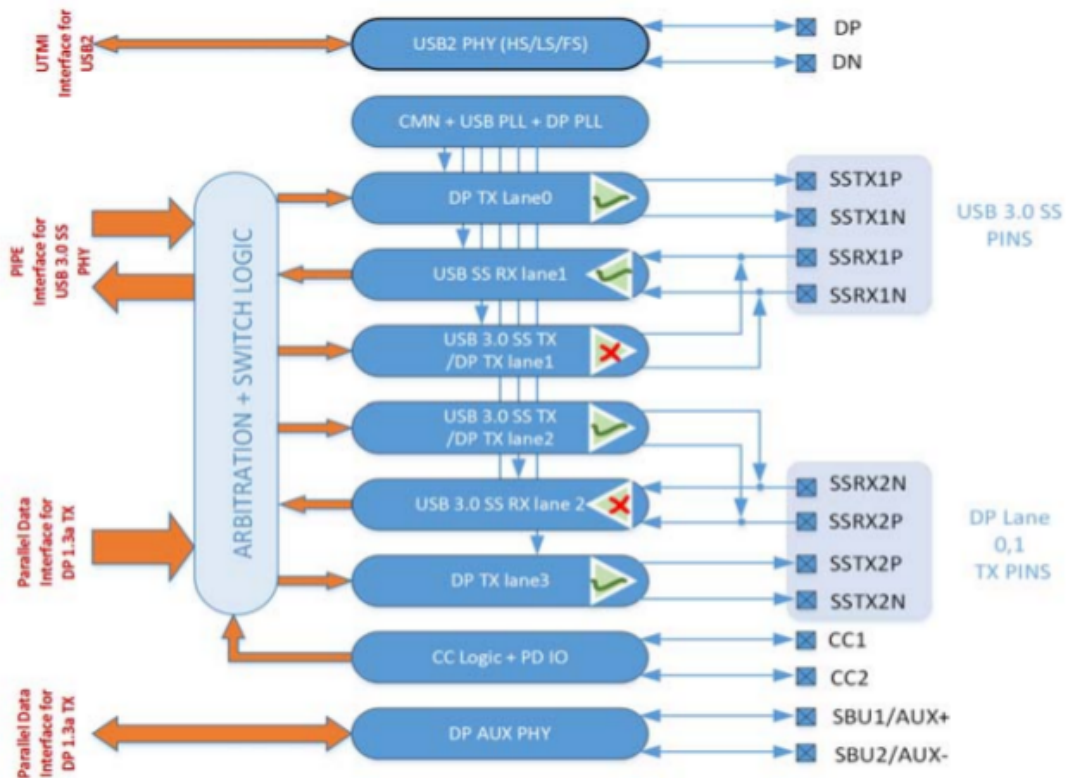 UTMI
Interface for
USB2
USB2 PHY (HS/LS/FS)
DP
DN
CMN + USB PLL + DP PLL
PIPE
Interface for
USB 3.0 SS
PHY
ARBITRATION + SWITCH LOGIC
DP TX Lane0
SSTX1P
SSTX1N
USB SS RX lane1
SSRX1P
SSRX1N
USB 3.0 SS
PINS
USB 3.0 SS TX
/DP TX lane1
USB 3.0 SS TX
/DP TX lane2
Parallel Data
Interface for
DP 1.3a TX
USB 3.0 SS RX lane 2
SSRX2N
SSRX2P
DP TX lane3
SSTX2P
SSTX2N
DP Lane
0,1
TX PINS
CC Logic + PD IO
CC1
CC2
Parallel Data
Interface for
DP 1.3a TX
DP AUX PHY
SBU1/AUX+
SBU2/AUX-